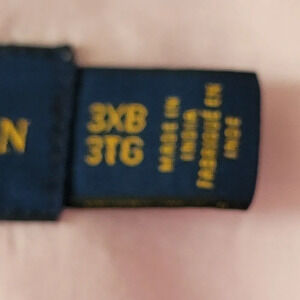 N
3XB
3TG
MADE IN
INDIA
FABRIQUÉ EN
INDE